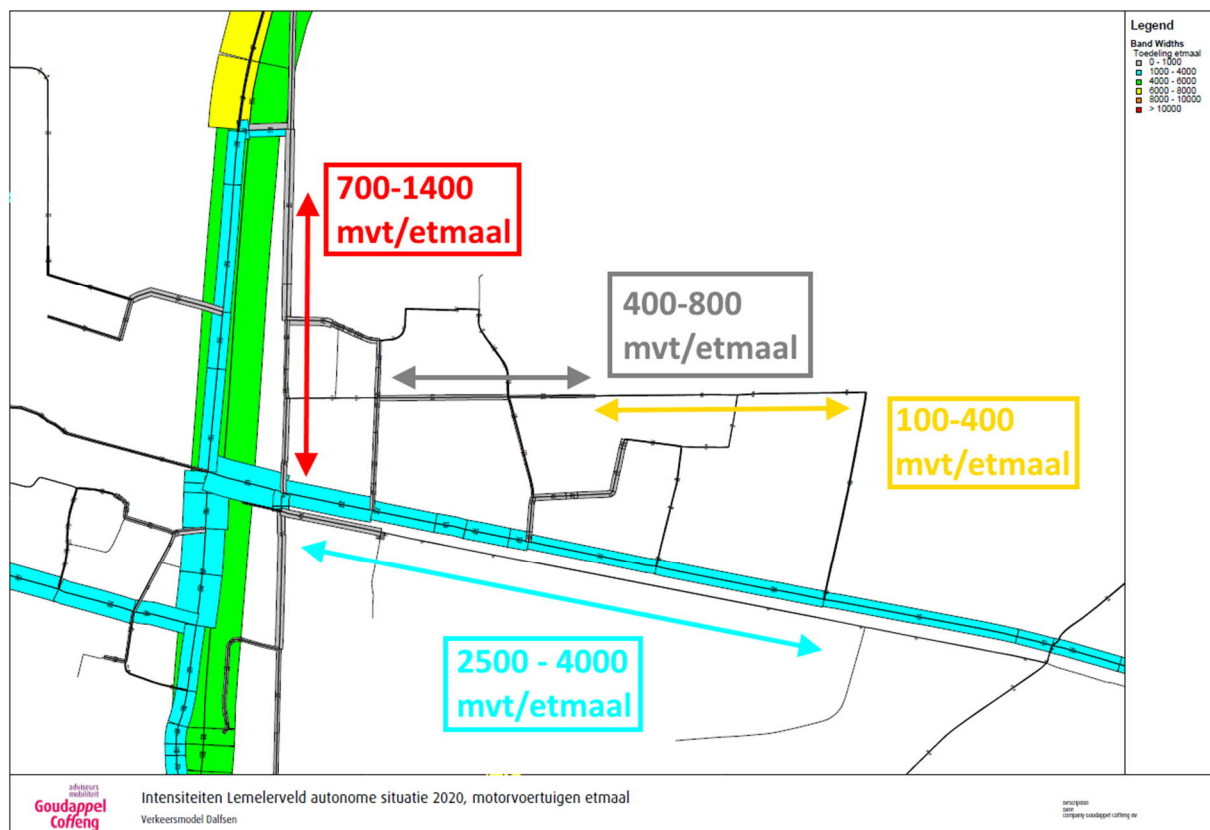 Legend
Band Widths
Toedeling etmaal
0 - 1000
1000 - 4000
4000 - 6000
6000 - 8000
8000 - 10000
> 10000
700-1400
mvt/etmaal
400-800
mvt/etmaal
100-400
mvt/etmaal
2500 - 4000
mvt/etmaal
adviseurs
mobiliteit
Goudappel
Coffeng
Intensiteiten Lemelerveld autonome situatie 2020, motorvoertuigen etmaal
Verkeersmodel Dalfsen
description
date
company Goudappel Coffeng BV